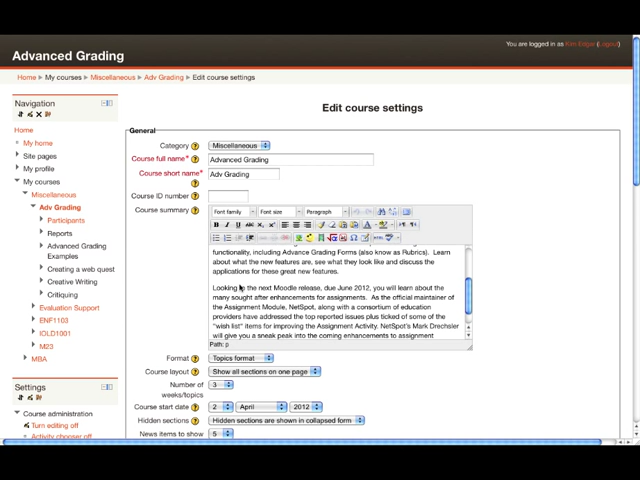 Advanced Grading
You are logged in as Kim Edgar (Logout)
Home ► My courses ► Miscellaneous ► Adv Grading ► Edit course settings
Navigation
Home
My home
Site pages
My profile
My courses
Miscellaneous
Adv Grading
Participants
Reports
Advanced Grading
Examples
Creating a web quest
Creative Writing
Critiquing
Evaluation Support
ENF1103
IOLD1001
M23
MBA
Settings
Course administration
Turn editing off
Activity chooser off
Edit course settings
General
Category Miscellaneous
Course full name* Advanced Grading
Course short name* Adv Grading
Course ID number
Course summary
Font family Font size Paragraph
functionality, including Advance Grading Forms (also known as Rubrics). Learn
about what the new features are, see what they look like and discuss the
applications for these great new features.
Looking to the next Moodle release, due June 2012, you will learn about the
many sought after enhancements for assignments. As the official maintainer of
the Assignment Module, NetSpot, along with a consortium of education
providers have addressed the top reported issues plus ticked of some of the
"wish list" items for improving the Assignment Activity. NetSpot's Mark Drechsler
will give you a sneak peak into the coming enhancements to assignment
Path: p
Format Topics format
Course layout Show all sections on one page
Number of
weeks/topics 3
Course start date 2 April 2012
Hidden sections Hidden sections are shown in collapsed form
News items to show 5